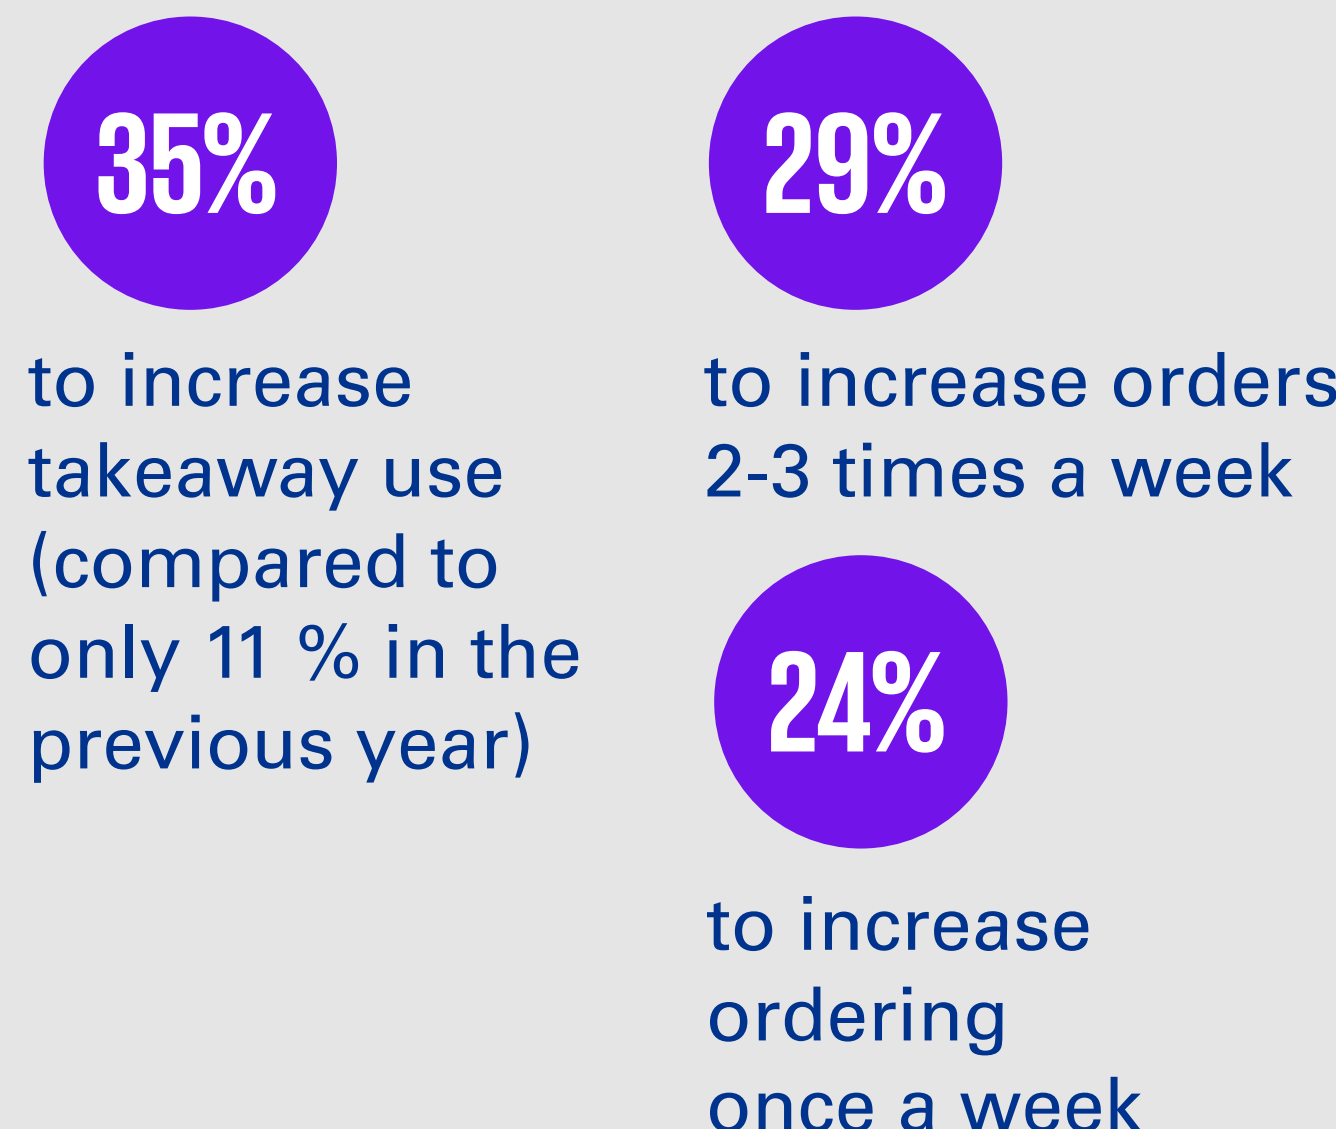 35%
to increase
takeaway use
(compared to
only 11 % in the
previous year)
29%
to increase orders
2-3 times a week
24%
to increase
ordering
once a week